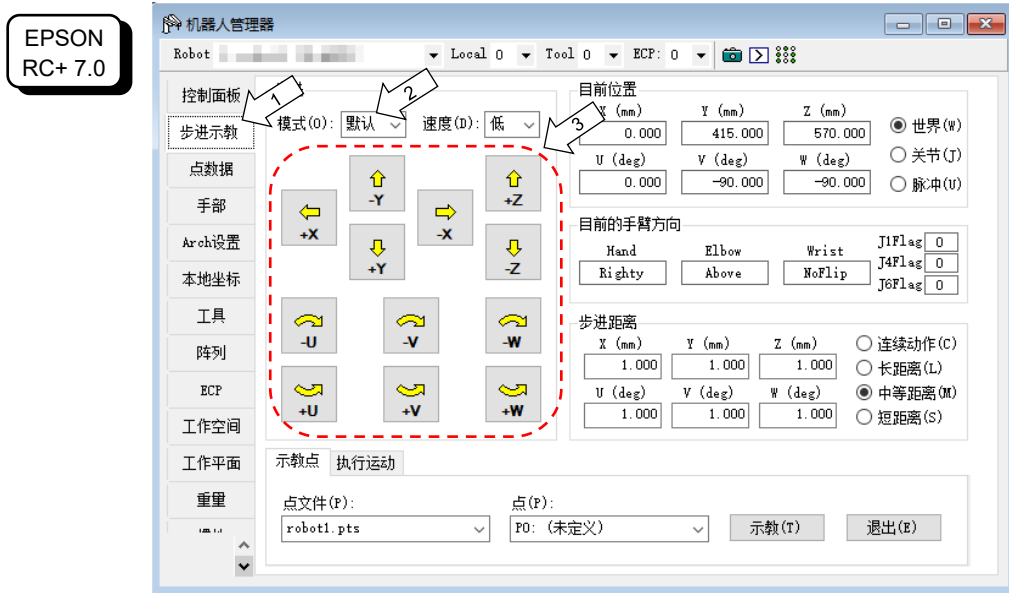 EPSON
RC+ 7.0
机器人管理器
Robot
Local 0 Tool 0 ECP: 0
控制面板
步进示教
点数据
手部
Arch设置
本地坐标
工具
阵列
ECP
工作空间
工作平面
重量
1
2
3
模式(O): 默认 速度(D): 低
-Y
+Z
+X
-X
+Y
-Z
-U -V -W
+U +V +W
目前位置
X (mm) Y (mm) Z (mm)
0.000 415.000 570.000
U (deg) V (deg) W (deg)
0.000 -90.000 -90.000
世界(W)
关节(J)
脉冲(U)
目前的手臂方向
Hand Elbow Wrist
Righty Above NoFlip
J1Flag 0
J4Flag 0
J6Flag 0
步进距离
X (mm) Y (mm) Z (mm)
1.000 1.000 1.000
U (deg) V (deg) W (deg)
1.000 1.000 1.000
连续动作(C)
长距离(L)
中等距离(M)
短距离(S)
示教点 执行运动
点文件(F):
robot1.pts
点(P):
P0: (未定义)
示教(T)
退出(E)